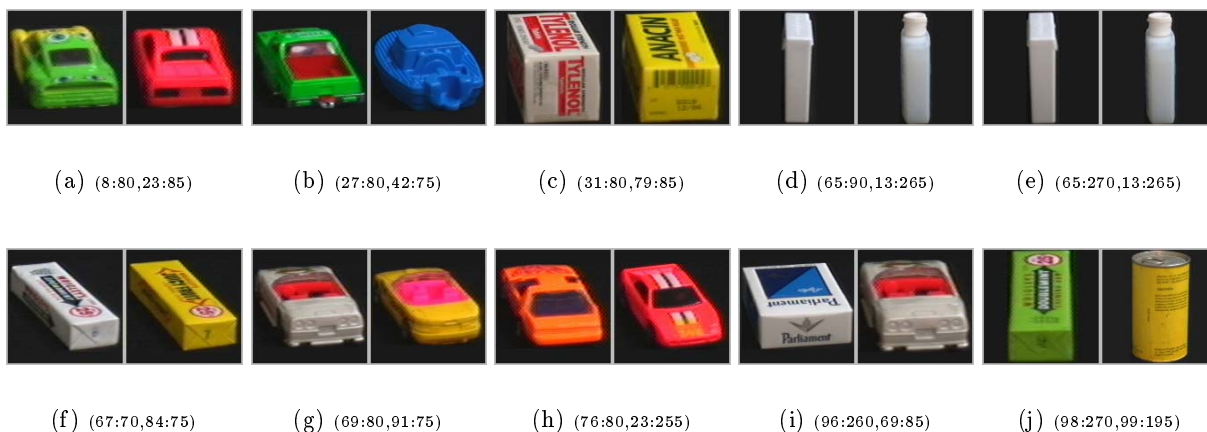 TYLENOL
TYLENOL
ANACIN
(a) (8:80,23:85)
(b) (27:80,42:75)
(c) (31:80,79:85)
(d) (65:90,13:265)
(e) (65:270,13:265)
Parliament
Parliament
(f) (67:70,84:75)
(g) (69:80,91:75)
(h) (76:80,23:255)
(i) (96:260,69:85)
(j) (98:270,99:195)